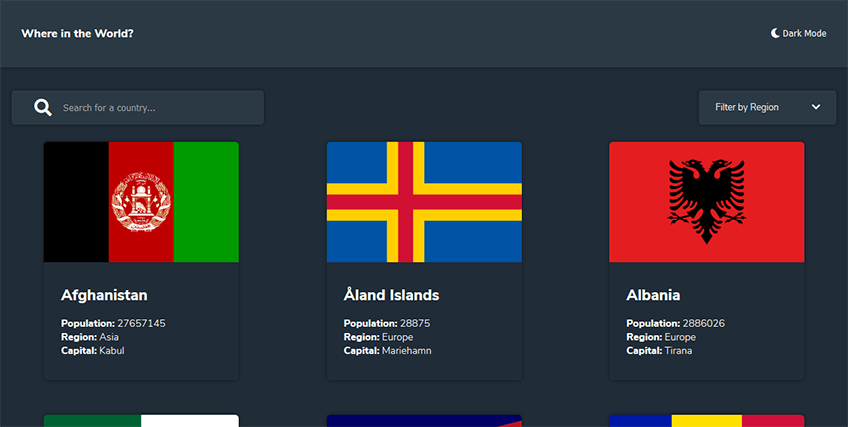 Where in the World?
Dark Mode
Search for a country...
Filter by Region
Afghanistan
Population: 27657145
Region: Asia
Capital: Kabul
Åland Islands
Population: 28875
Region: Europe
Capital: Mariehamn
Albania
Population: 2886026
Region: Europe
Capital: Tirana